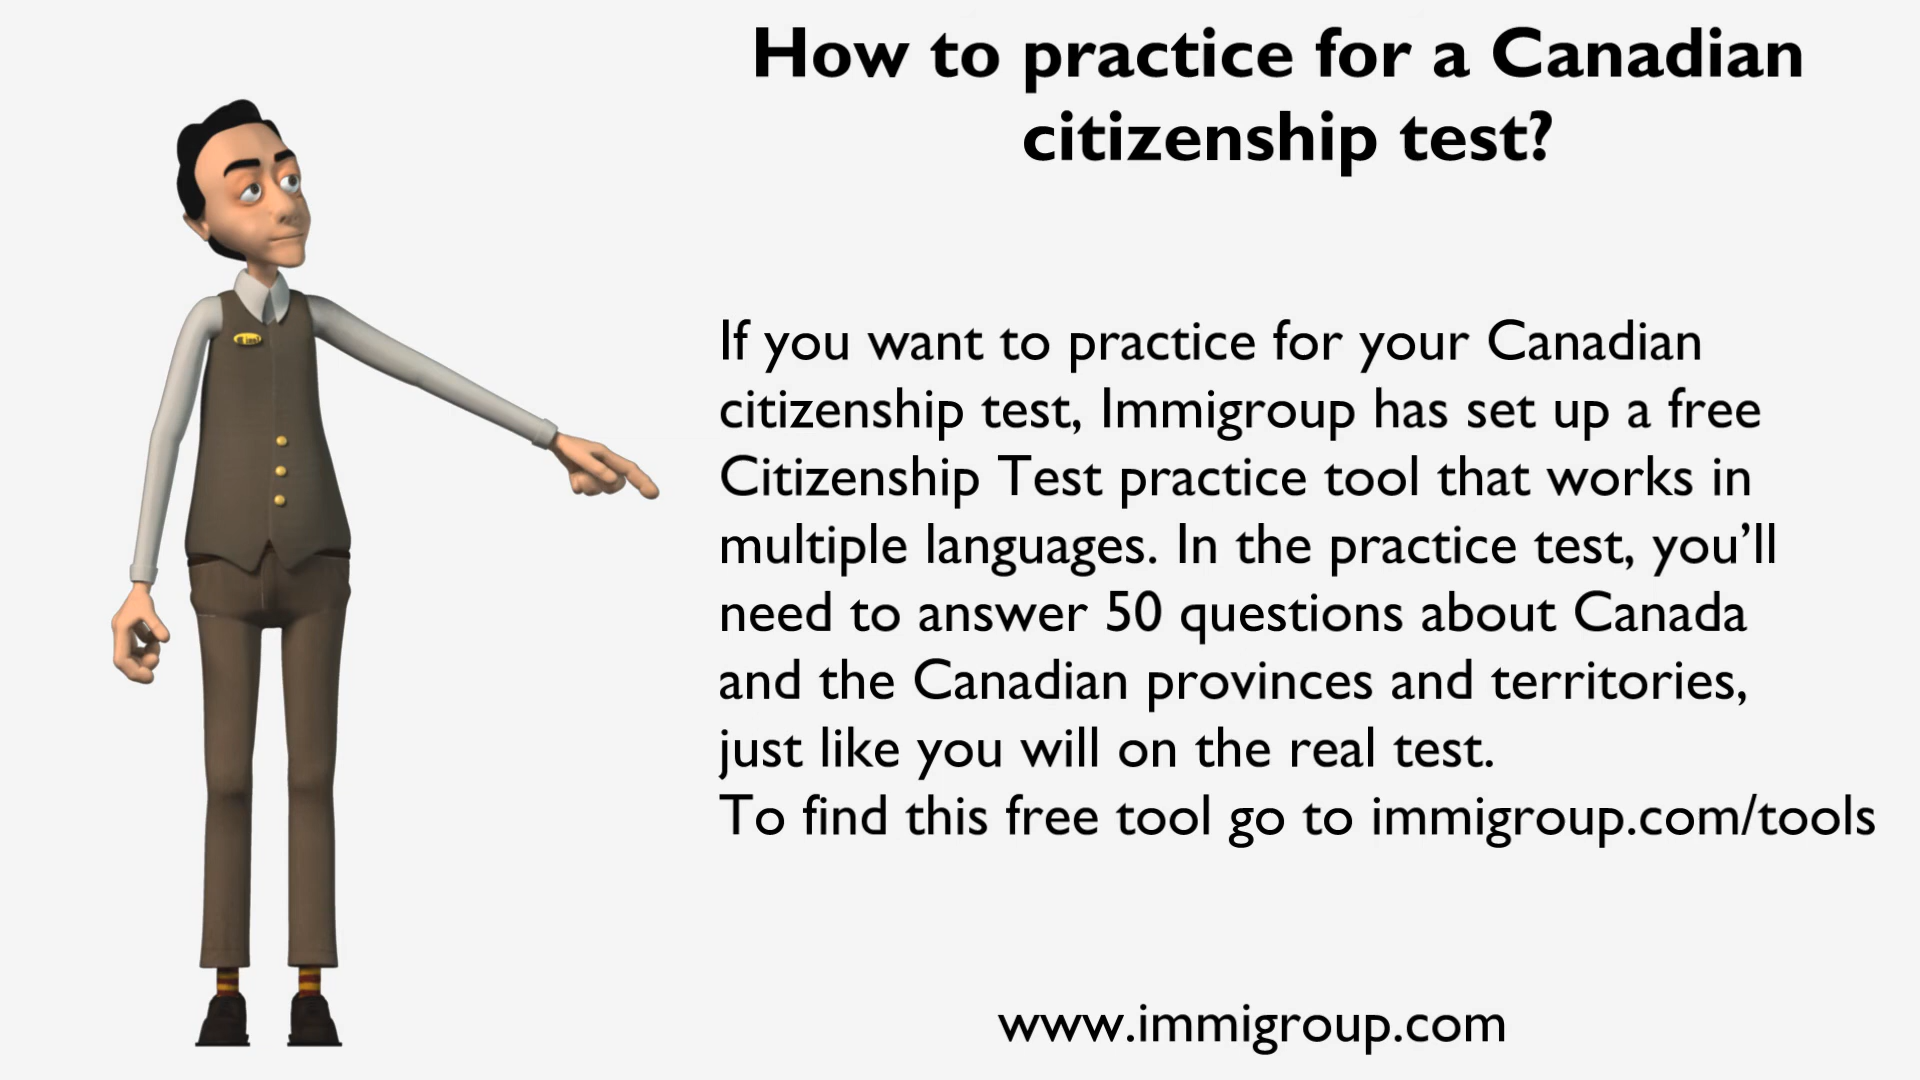 How to practice for a Canadian
citizenship test?
If you want to practice for your Canadian
citizenship test, Immigroup has set up a free
Citizenship Test practice tool that works in
multiple languages. In the practice test, you’ll
need to answer 50 questions about Canada
and the Canadian provinces and territories,
just like you will on the real test.
To find this free tool go to immigroup.com/tools
www.immigroup.com